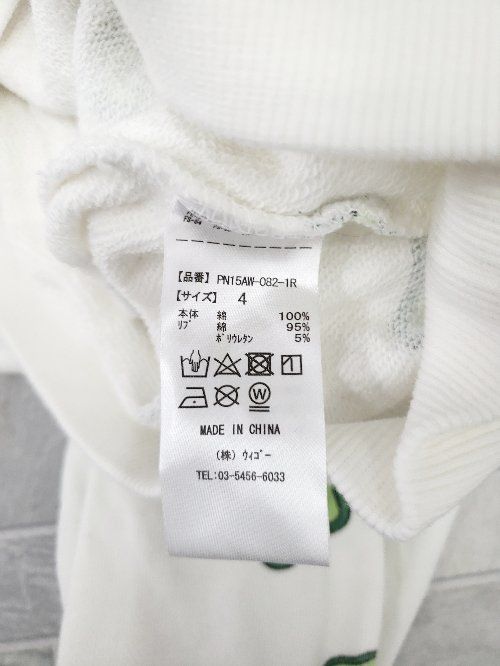 【品番】 PN15AW-082-1R
【サイズ】 4
本体 綿 100%
リブ 綿 95%
ポリウレタン 5%
1
W
MADE IN CHINA
(株) ウィゴー
TEL:03-5456-6033